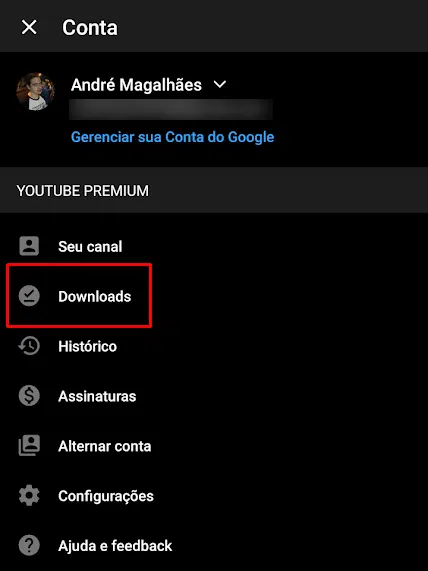 Conta
André Magalhães
Gerenciar sua Conta do Google
YOUTUBE PREMIUM
Seu canal
Downloads
Histórico
Assinaturas
Alternar conta
Configurações
Ajuda e feedback